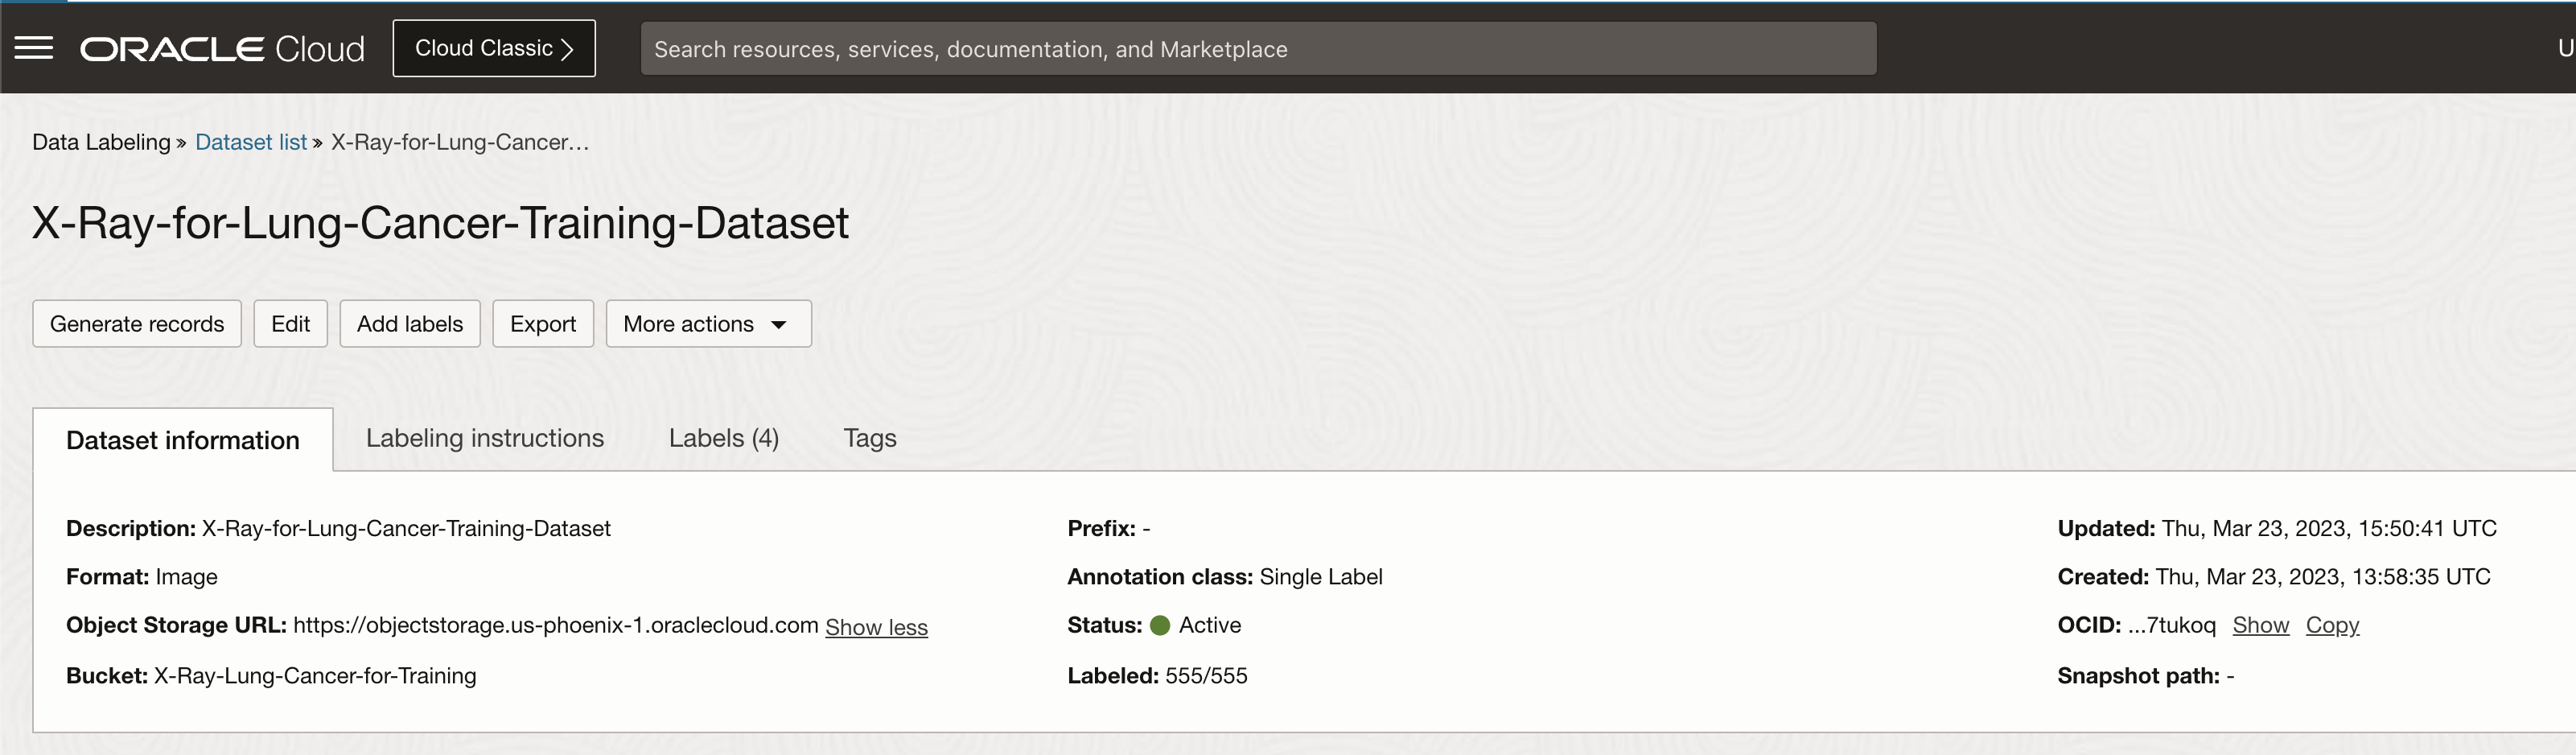 ORACLE Cloud Cloud Classic Search resources, services, documentation, and Marketplace U
Data Labeling » Dataset list » X-Ray-for-Lung-Cancer…
X-Ray-for-Lung-Cancer-Training-Dataset
Generate records Edit Add labels Export More actions
Dataset information Labeling instructions Labels (4) Tags
Description: X-Ray-for-Lung-Cancer-Training-Dataset Prefix: - Updated: Thu, Mar 23, 2023, 15:50:41 UTC
Format: Image Annotation class: Single Label Created: Thu, Mar 23, 2023, 13:58:35 UTC
Object Storage URL: https://objectstorage.us-phoenix-1.oraclecloud.com Show less Status: Active OCID: ...7tukoq Show Copy
Bucket: X-Ray-Lung-Cancer-for-Training Labeled: 555/555 Snapshot path: -